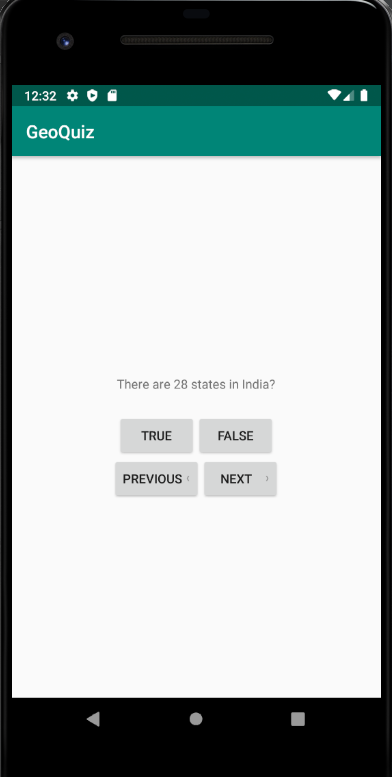 12:32
GeoQuiz
There are 28 states in India?
TRUE FALSE
PREVIOUS NEXT